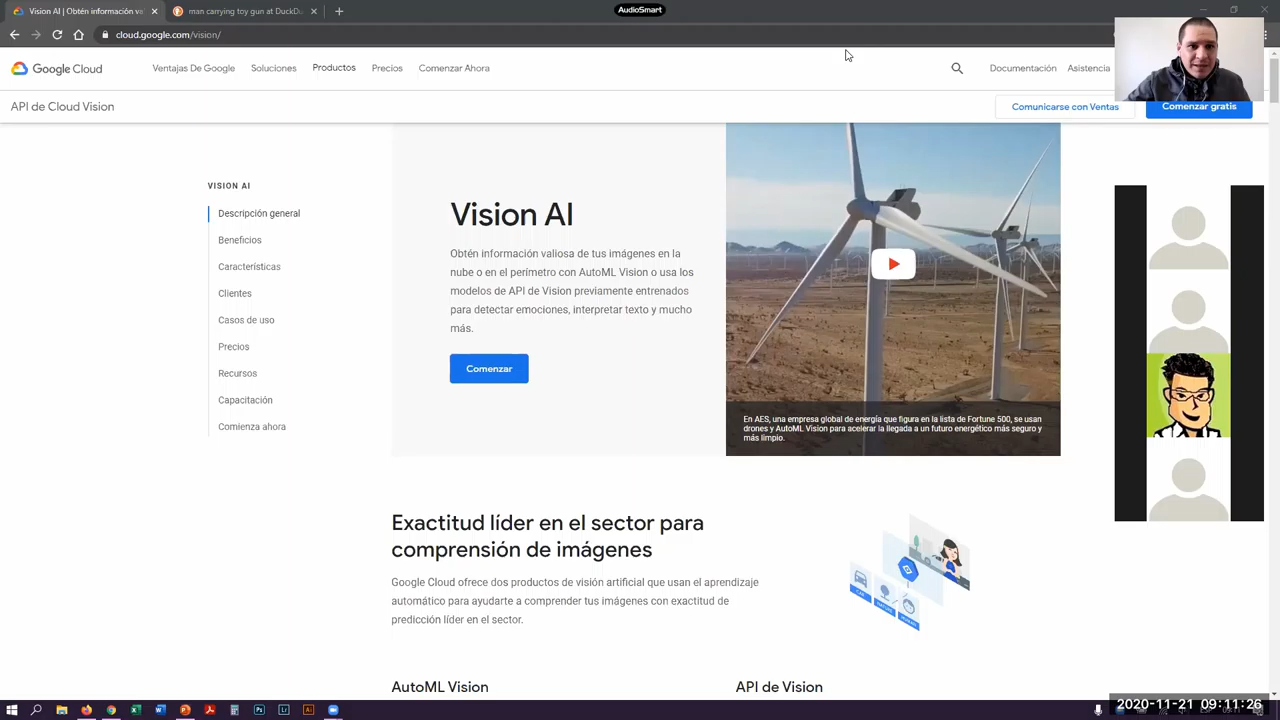 Vision AI | Obtén información va
man carrying toy gun at DuckDu
AudioSmart
cloud.google.com/vision/
Google Cloud
Ventajas De Google
Soluciones
Productos
Precios
Comenzar Ahora
Documentación
Asistencia
API de Cloud Vision
Comunicarse con Ventas
Comenzar gratis
VISION AI
Descripción general
Beneficios
Características
Clientes
Casos de uso
Precios
Recursos
Capacitación
Comienza ahora
Vision AI
Obtén información valiosa de tus imágenes en la
nube o en el perímetro con AutoML Vision o usa los
modelos de API de Vision previamente entrenados
para detectar emociones, interpretar texto y mucho
más.
Comenzar
En AES, una empresa global de energía que figura en la lista de Fortune 500, se usan
drones y AutoML Vision para acelerar la llegada a un futuro energético más seguro y
más limpio.
Exactitud líder en el sector para
comprensión de imágenes
Google Cloud ofrece dos productos de visión artificial que usan el aprendizaje
automático para ayudarte a comprender tus imágenes con exactitud de
predicción líder en el sector.
CAR
AutoML Vision
API de Vision
2020-11-21 09:11:26